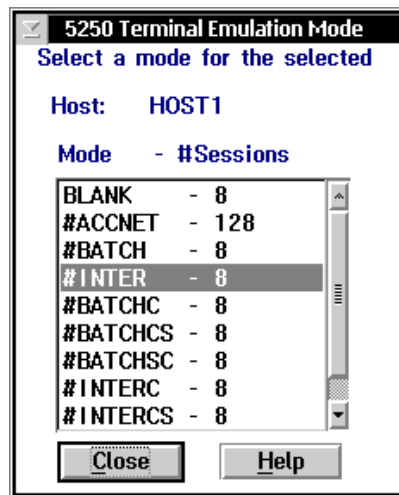 5250 Terminal Emulation Mode
Select a mode for the selected
Host: HOST1
Mode - #Sessions
BLANK - 8
#ACCNET - 128
#BATCH - 8
#INTER - 8
#BATCHC - 8
#BATCHCS - 8
#BATCHSC - 8
#INTERC - 8
#INTERCS - 8
Close Help